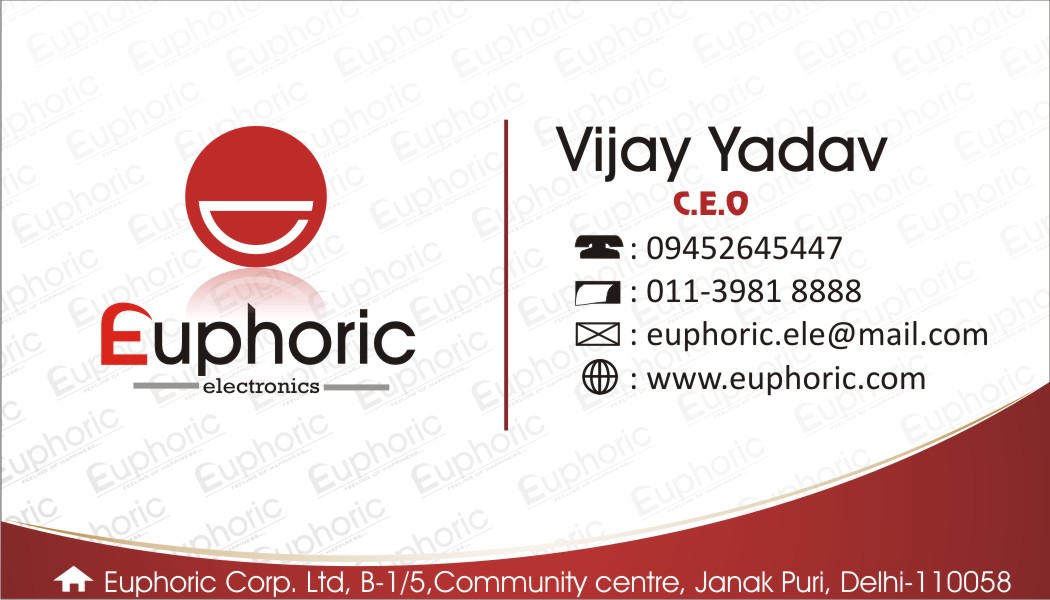 Euphoric
electronics
Vijay Yadav
C.E.O
: 09452645447
: 011-3981 8888
: euphoric.ele@mail.com
: www.euphoric.com
Euphoric Corp. Ltd, B-1/5,Community centre, Janak Puri, Delhi-110058